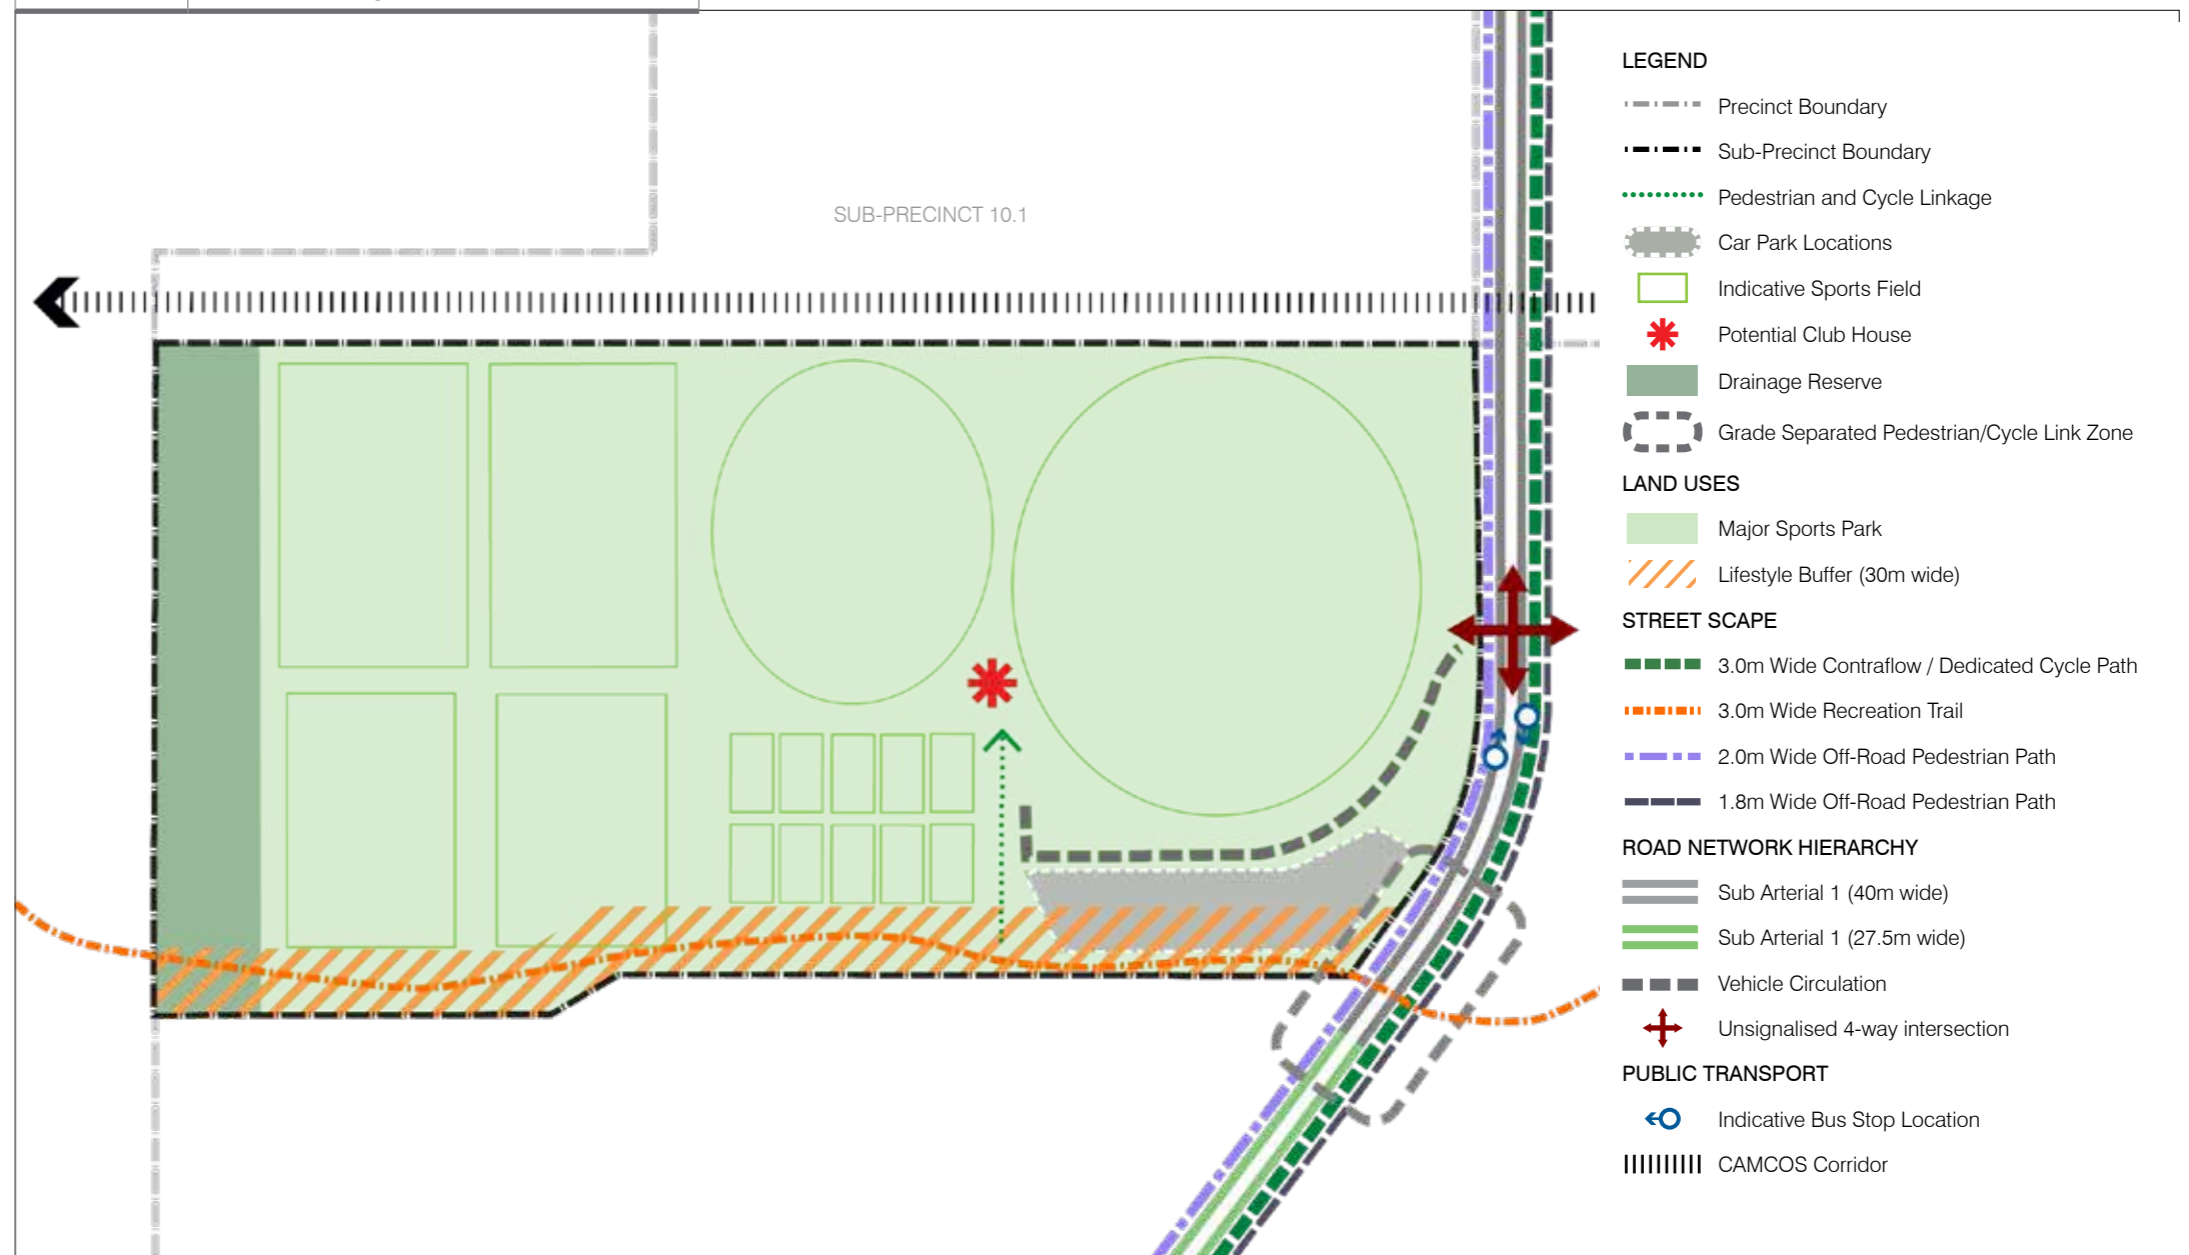 SUB-PRECINCT 10.1
LEGEND
Precinct Boundary
Sub-Precinct Boundary
Pedestrian and Cycle Linkage
Car Park Locations
Indicative Sports Field
Potential Club House
Drainage Reserve
Grade Separated Pedestrian/Cycle Link Zone
LAND USES
Major Sports Park
Lifestyle Buffer (30m wide)
STREET SCAPE
3.0m Wide Contraflow / Dedicated Cycle Path
3.0m Wide Recreation Trail
2.0m Wide Off-Road Pedestrian Path
1.8m Wide Off-Road Pedestrian Path
ROAD NETWORK HIERARCHY
Sub Arterial 1 (40m wide)
Sub Arterial 1 (27.5m wide)
Vehicle Circulation
Unsignalised 4-way intersection
PUBLIC TRANSPORT
Indicative Bus Stop Location
CAMCOS Corridor